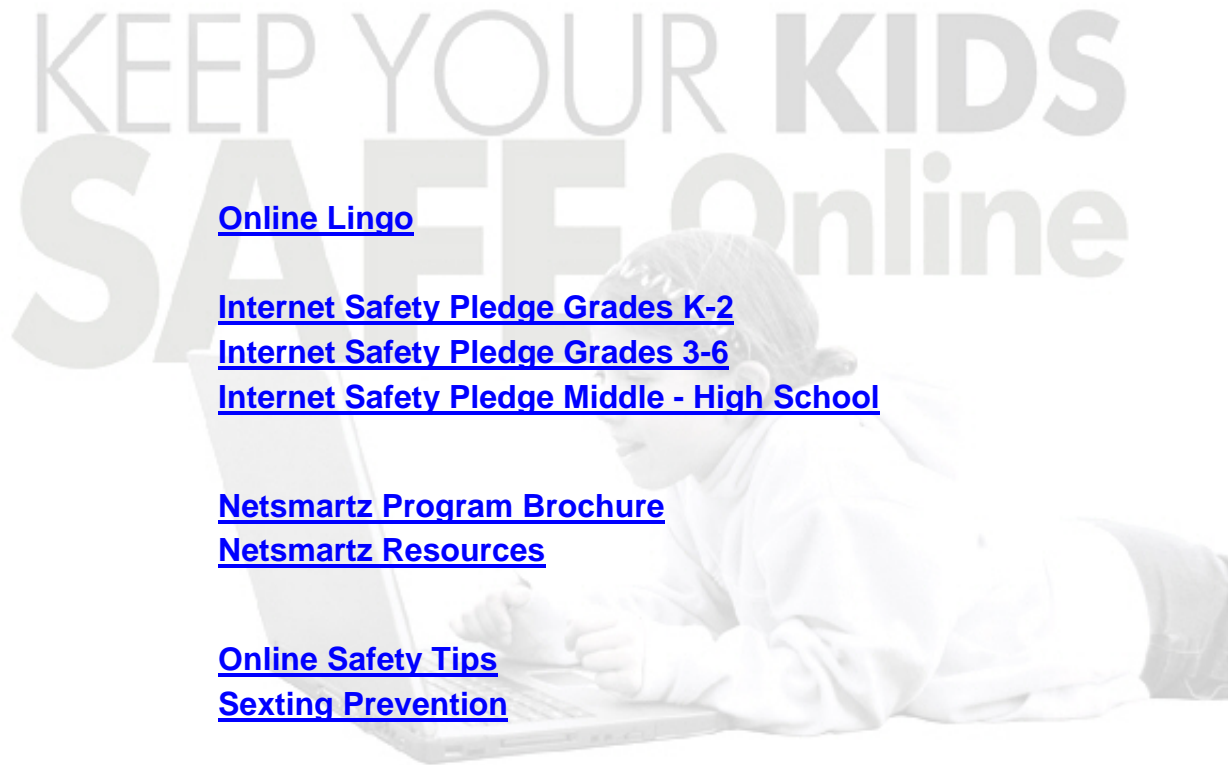 KEEP YOUR KIDS
SAFE Online
Online Lingo
Internet Safety Pledge Grades K-2
Internet Safety Pledge Grades 3-6
Internet Safety Pledge Middle - High School
Netsmartz Program Brochure
Netsmartz Resources
Online Safety Tips
Sexting Prevention